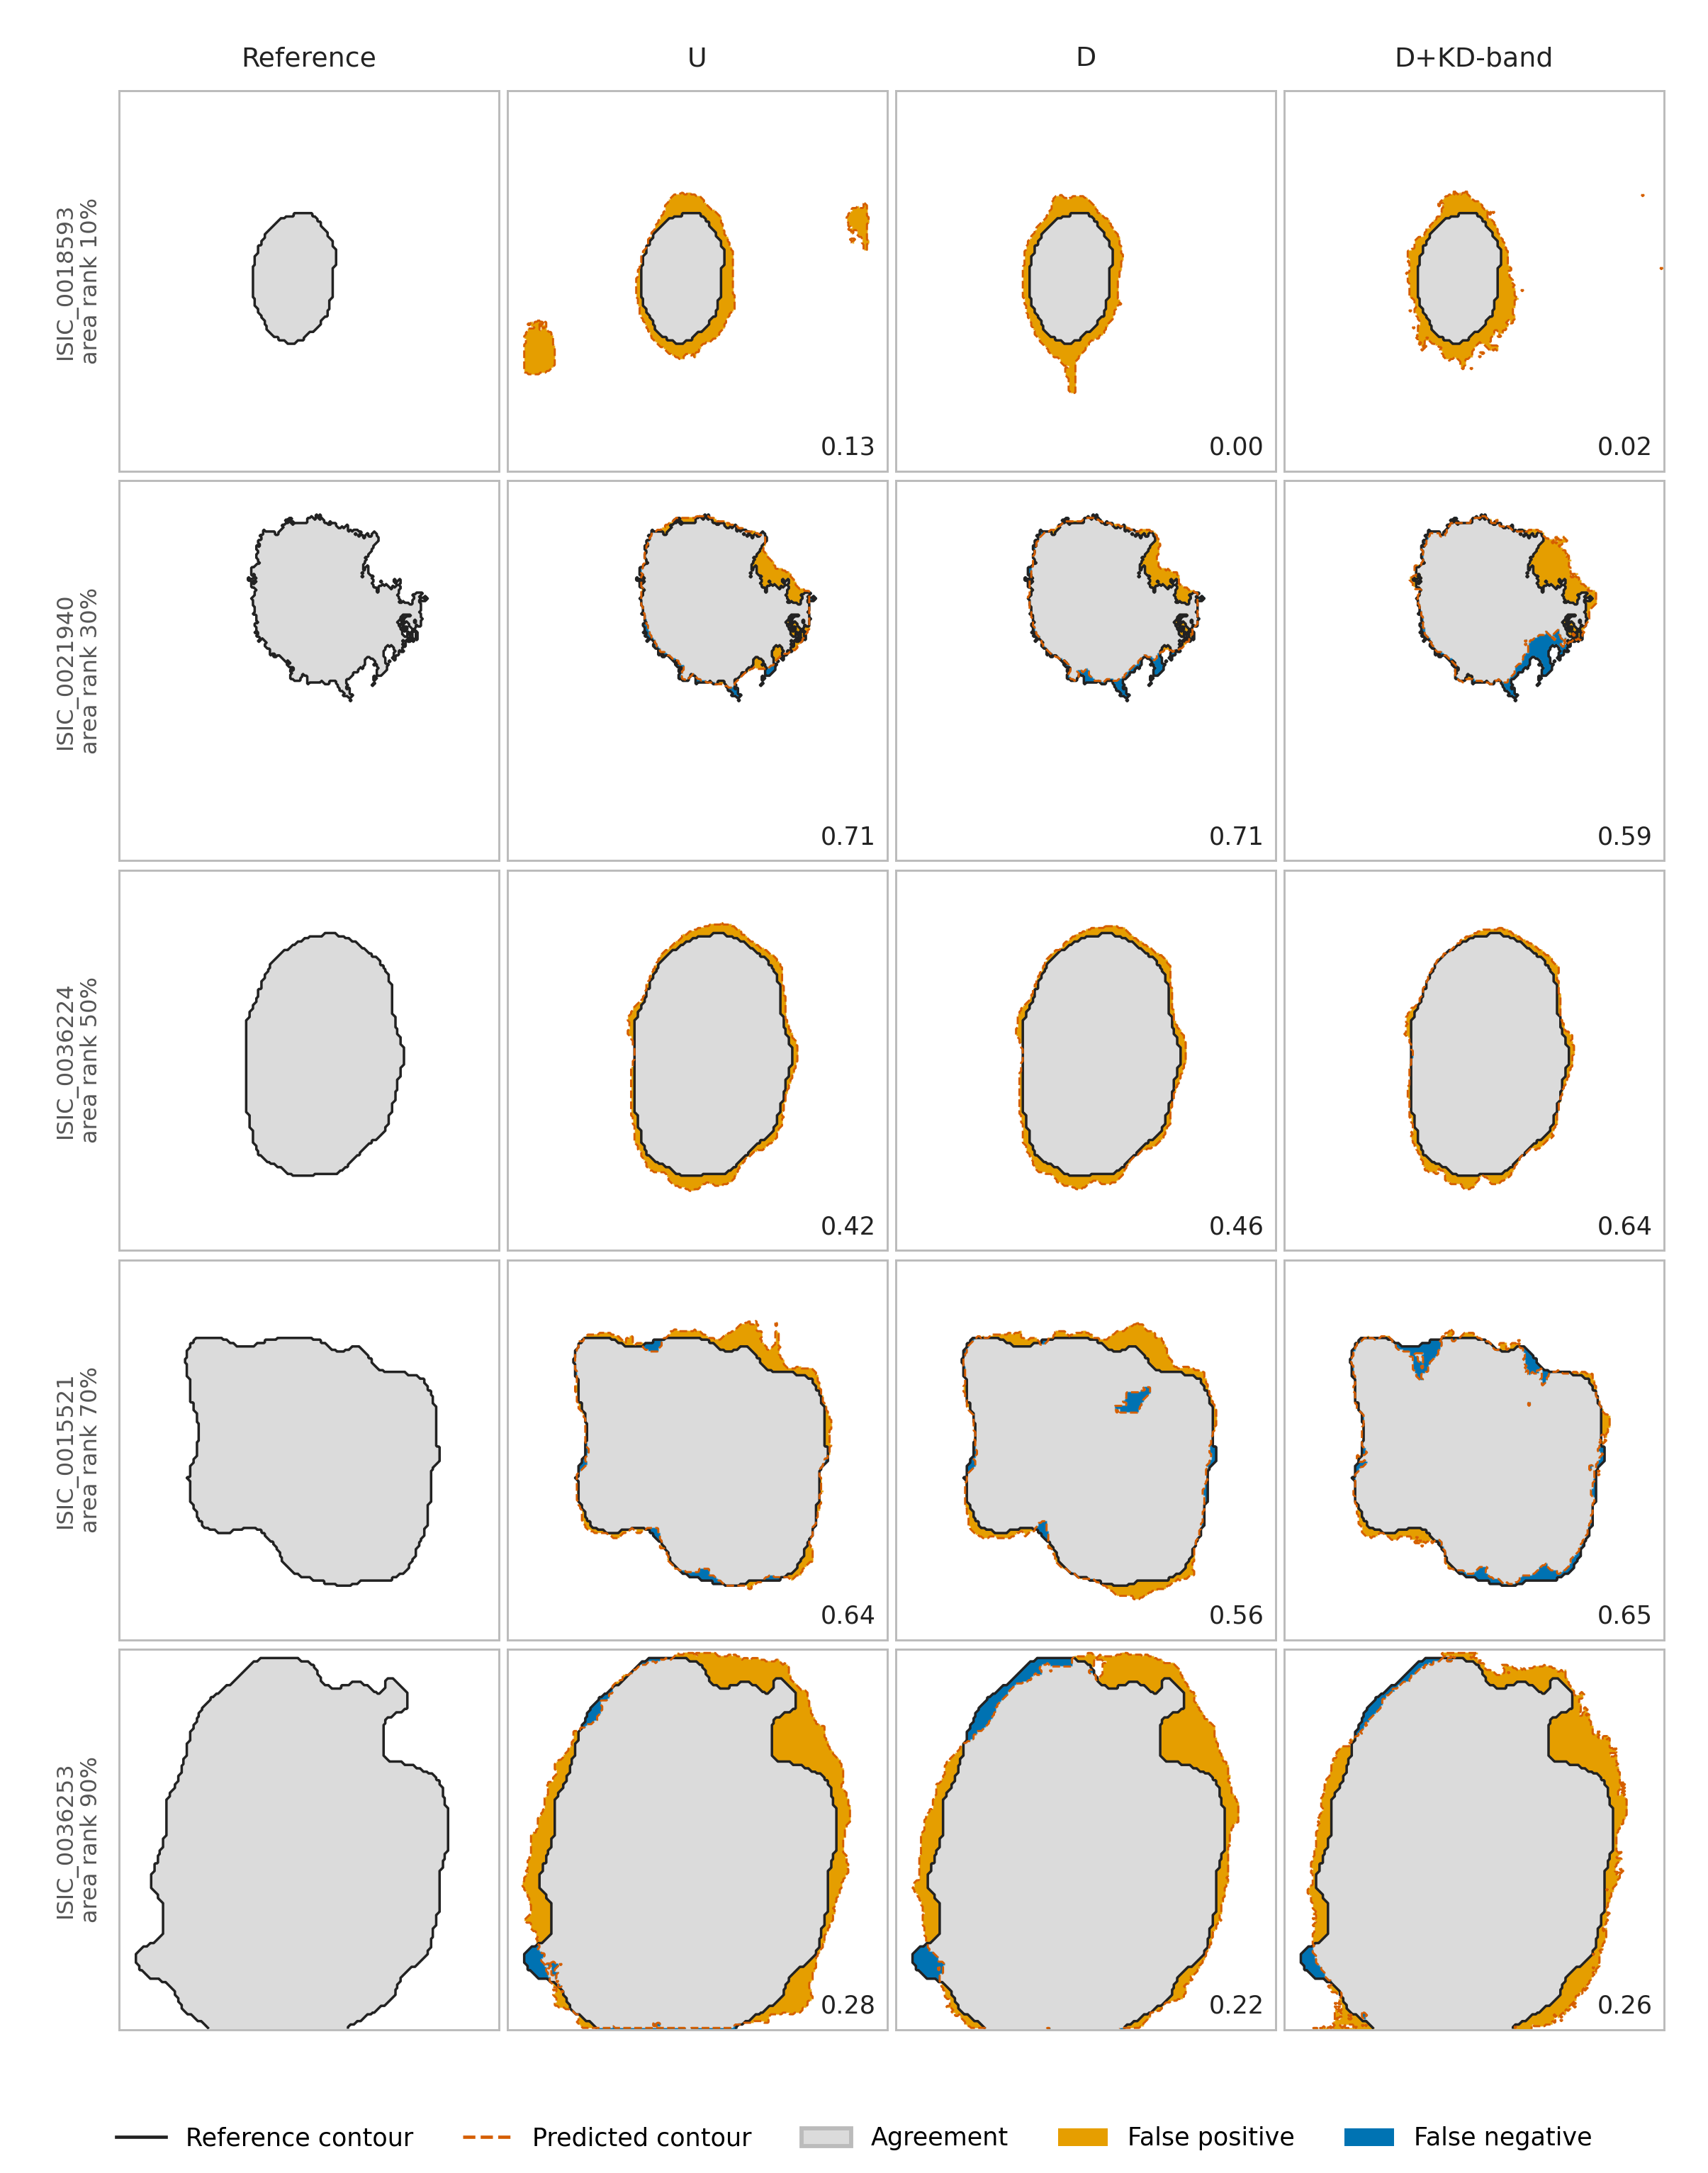 Reference U D D+KD-band
ISIC_0018593
area rank 10%
0.13 0.00 0.02
ISIC_0021940
area rank 30%
0.71 0.71 0.59
ISIC_0036224
area rank 50%
0.42 0.46 0.64
ISIC_0015521
area rank 70%
0.64 0.56 0.65
ISIC_0036253
area rank 90%
0.28 0.22 0.26
Reference contour Predicted contour Agreement False positive False negative